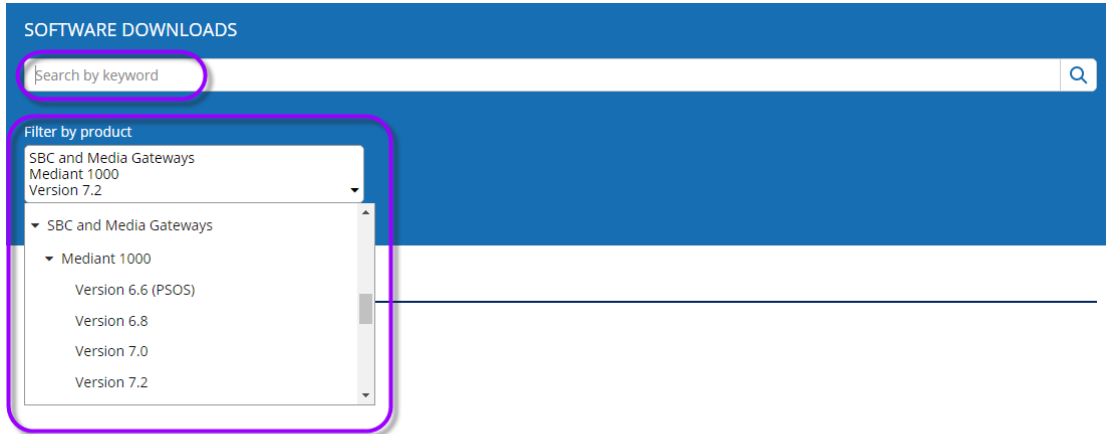 SOFTWARE DOWNLOADS
Search by keyword
Filter by product
SBC and Media Gateways
Mediant 1000
Version 7.2
SBC and Media Gateways
Mediant 1000
Version 6.6 (PSOS)
Version 6.8
Version 7.0
Version 7.2